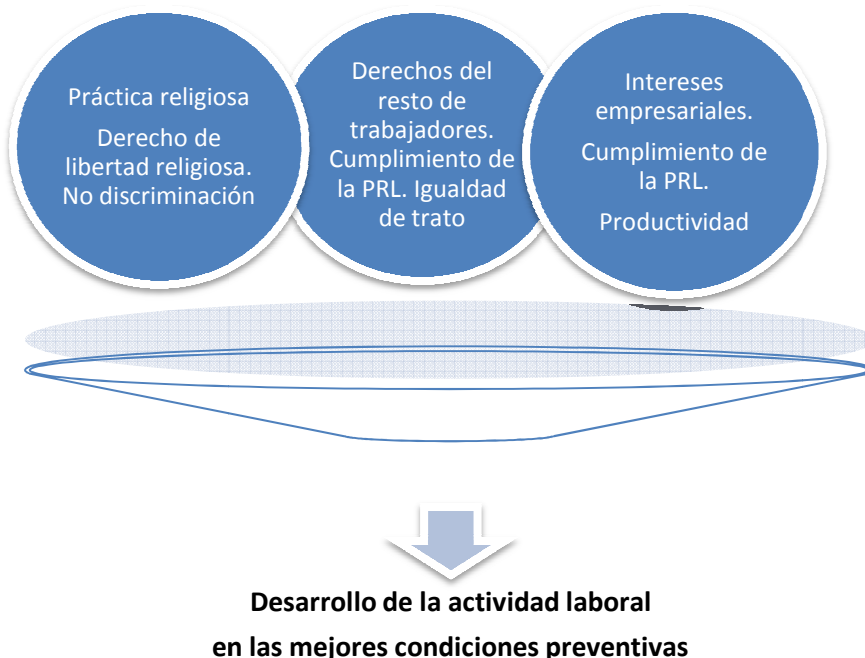 Práctica religiosa
Derecho de
libertad religiosa.
No discriminación
Derechos del
resto de
trabajadores.
Cumplimiento de
la PRL. Igualdad
de trato
Intereses
empresariales.
Cumplimiento de
la PRL.
Productividad
Desarrollo de la actividad laboral
en las mejores condiciones preventivas